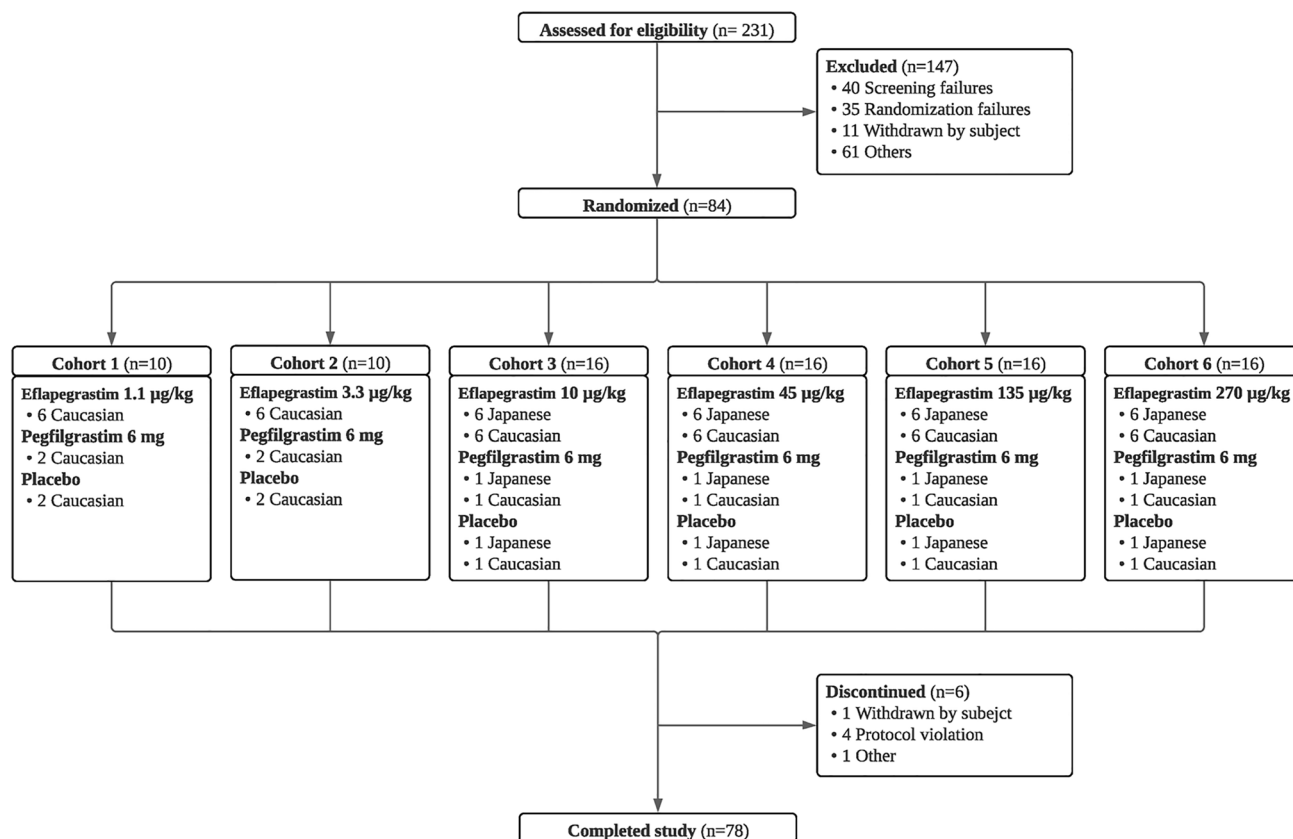 Assessed for eligibility (n= 231)
Excluded (n=147)
• 40 Screening failures
• 35 Randomization failures
• 11 Withdrawn by subject
• 61 Others
Randomized (n=84)
Cohort 1 (n=10)
Eflapegrastim 1.1 µg/kg
• 6 Caucasian
Pegfilgrastim 6 mg
• 2 Caucasian
Placebo
• 2 Caucasian
Cohort 2 (n=10)
Eflapegrastim 3.3 µg/kg
• 6 Caucasian
Pegfilgrastim 6 mg
• 2 Caucasian
Placebo
• 2 Caucasian
Cohort 3 (n=16)
Eflapegrastim 10 µg/kg
• 6 Japanese
• 6 Caucasian
Pegfilgrastim 6 mg
• 1 Japanese
• 1 Caucasian
Placebo
• 1 Japanese
• 1 Caucasian
Cohort 4 (n=16)
Eflapegrastim 45 µg/kg
• 6 Japanese
• 6 Caucasian
Pegfilgrastim 6 mg
• 1 Japanese
• 1 Caucasian
Placebo
• 1 Japanese
• 1 Caucasian
Cohort 5 (n=16)
Eflapegrastim 135 µg/kg
• 6 Japanese
• 6 Caucasian
Pegfilgrastim 6 mg
• 1 Japanese
• 1 Caucasian
Placebo
• 1 Japanese
• 1 Caucasian
Cohort 6 (n=16)
Eflapegrastim 270 µg/kg
• 6 Japanese
• 6 Caucasian
Pegfilgrastim 6 mg
• 1 Japanese
• 1 Caucasian
Placebo
• 1 Japanese
• 1 Caucasian
Discontinued (n=6)
• 1 Withdrawn by subejct
• 4 Protocol violation
• 1 Other
Completed study (n=78)